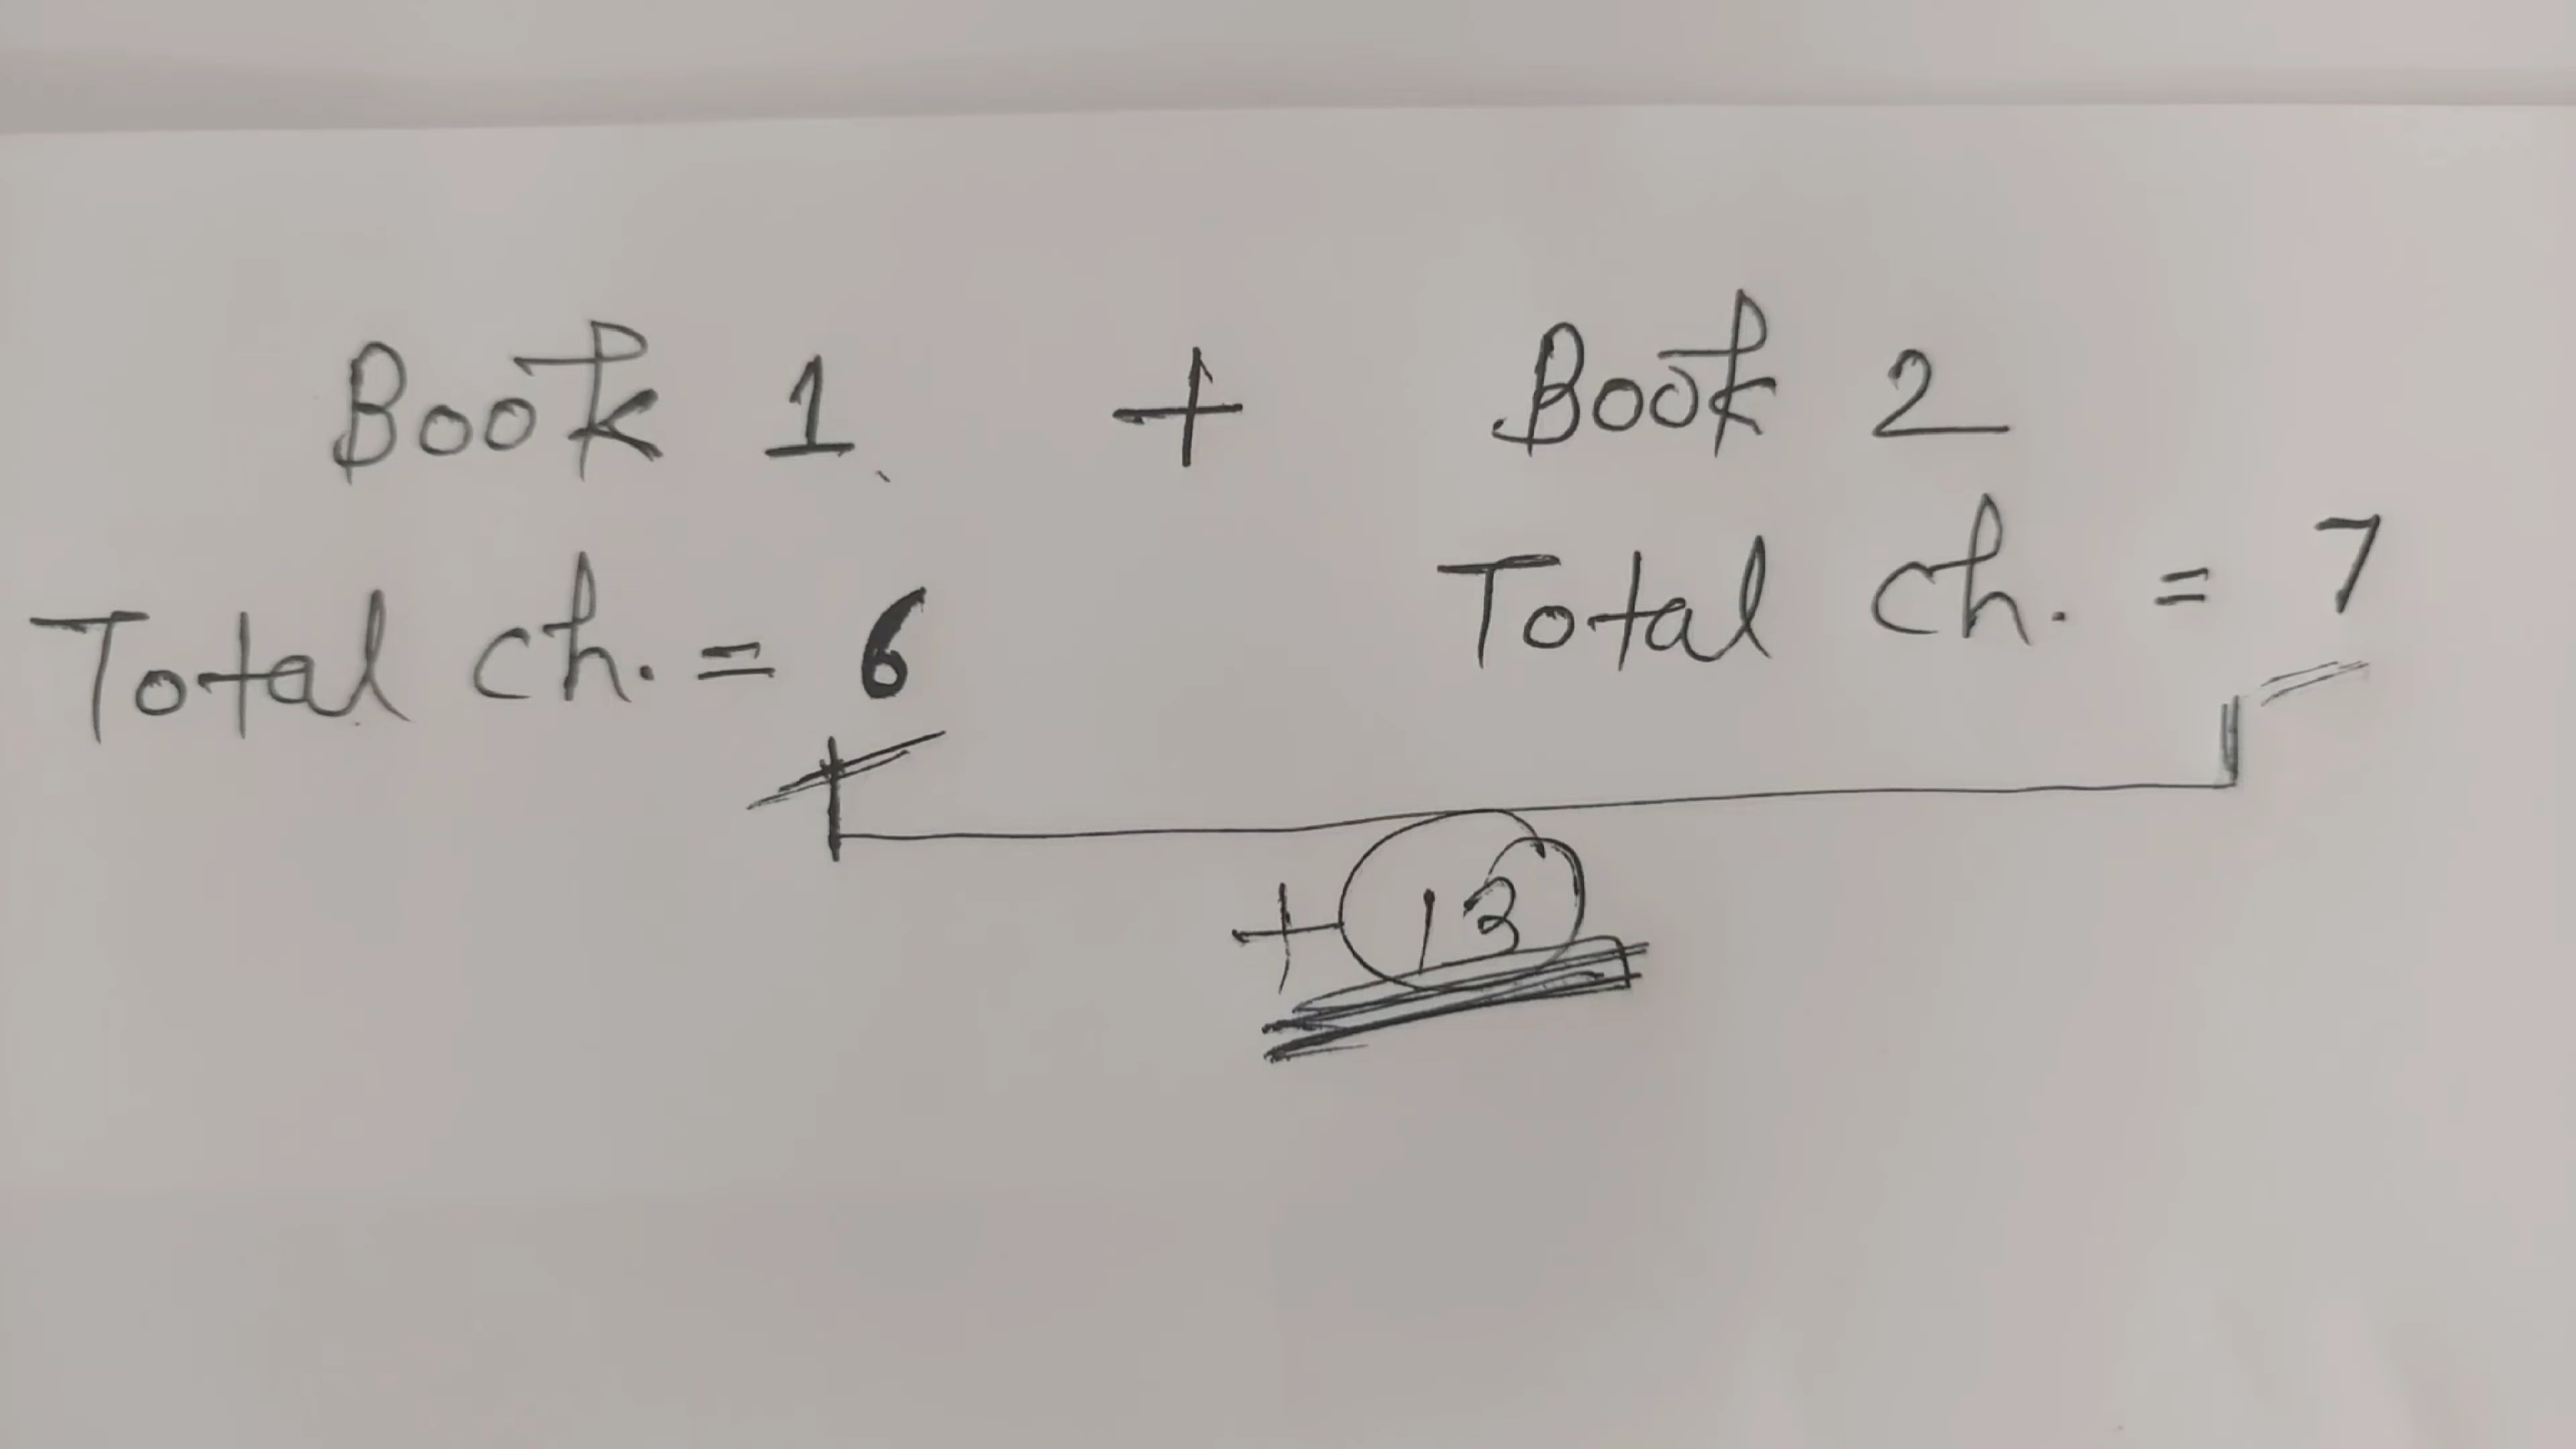 Book 1 + Book 2
Total ch. = 6 Total ch. = 7
+ 13